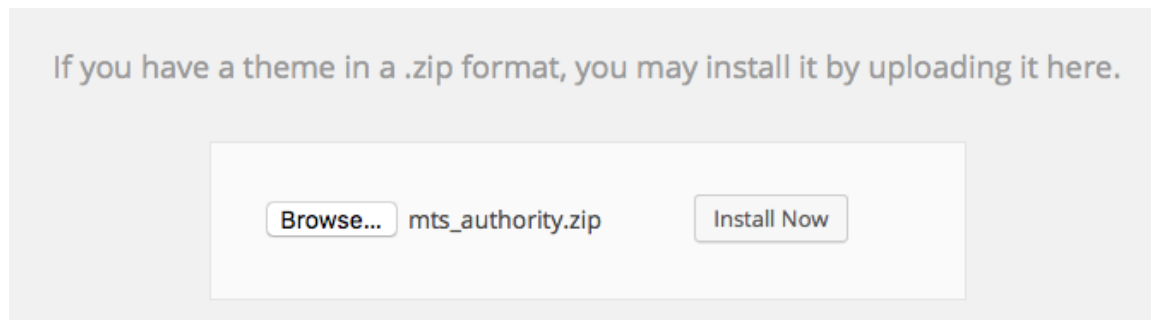 If you have a theme in a .zip format, you may install it by uploading it here.
Browse... mts_authority.zip Install Now